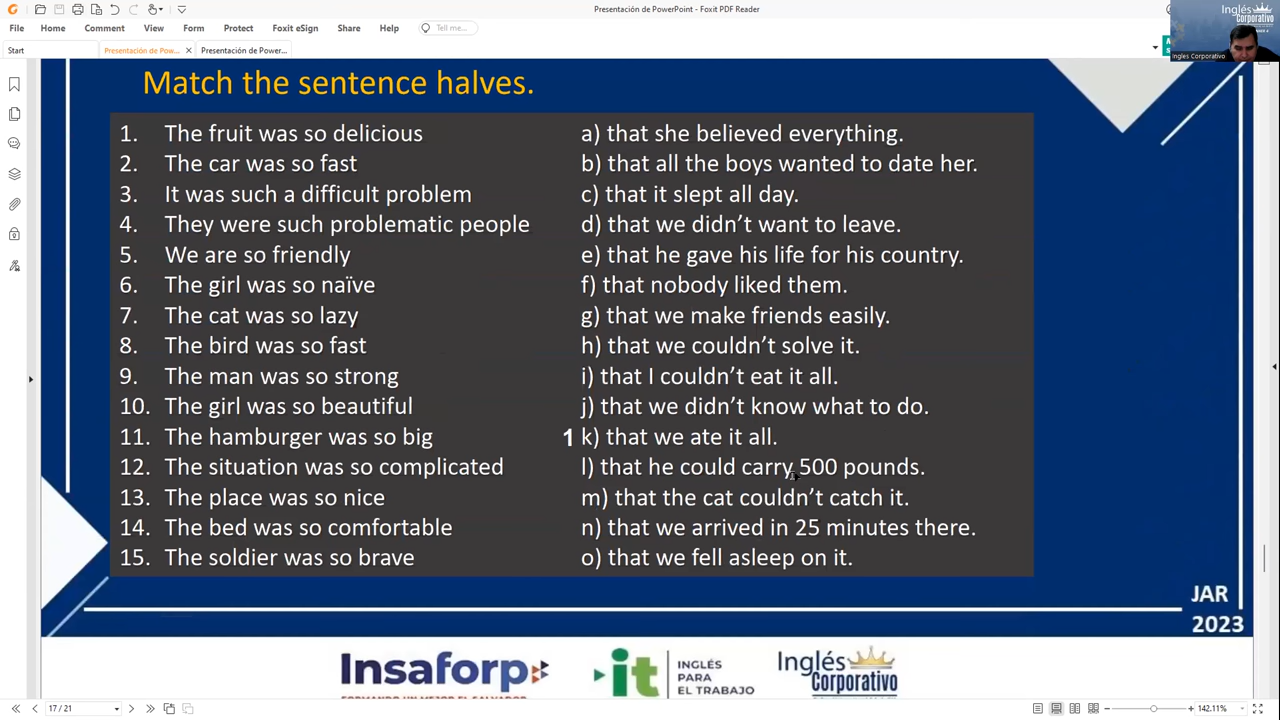 Presentación de PowerPoint - Foxit PDF Reader
File Home Comment View Form Protect Foxit eSign Share Help Tell me...
Start Presentación de Pow... × Presentación de Power...
Inglés
Corporativo
Ingles Corporativo
Match the sentence halves.
1. The fruit was so delicious a) that she believed everything.
2. The car was so fast b) that all the boys wanted to date her.
3. It was such a difficult problem c) that it slept all day.
4. They were such problematic people d) that we didn't want to leave.
5. We are so friendly e) that he gave his life for his country.
6. The girl was so naïve f) that nobody liked them.
7. The cat was so lazy g) that we make friends easily.
8. The bird was so fast h) that we couldn't solve it.
9. The man was so strong i) that I couldn't eat it all.
10. The girl was so beautiful j) that we didn't know what to do.
11. The hamburger was so big 1 k) that we ate it all.
12. The situation was so complicated l) that he could carry 500 pounds.
13. The place was so nice m) that the cat couldn't catch it.
14. The bed was so comfortable n) that we arrived in 25 minutes there.
15. The soldier was so brave o) that we fell asleep on it.
JAR
2023
Insaforp
FORMANDO UN MEJOR EL SALVADOR
it
INGLÉS
PARA
EL TRABAJO
Inglés
Corporativo
17 / 21 142.11%